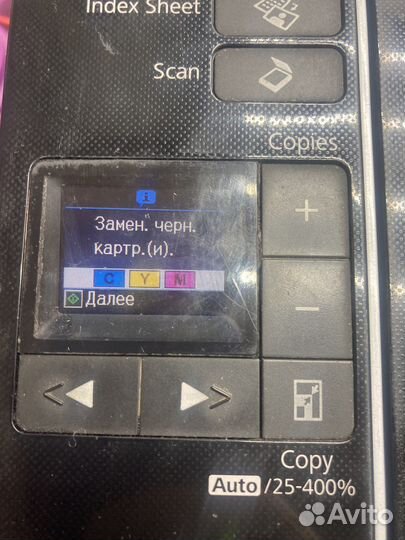 Index Sheet
Scan
Copies
+
i
Замен. черн.
картр.(и).
C Y M
Далее
−
Copy
Auto/25-400%
Avito